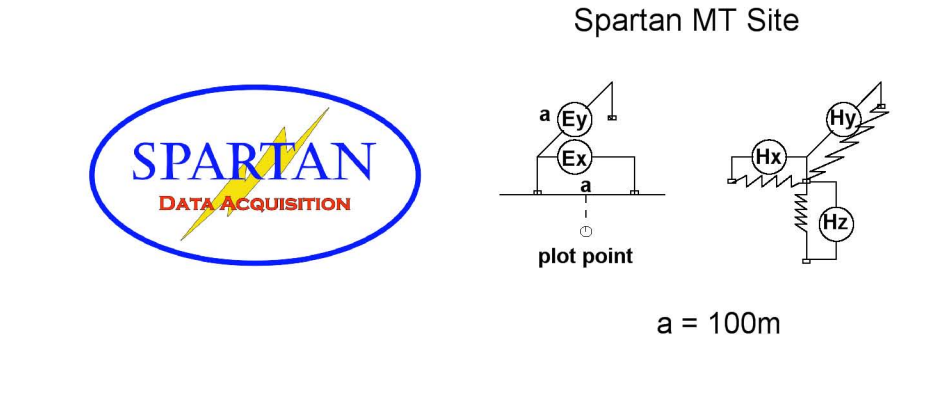 Spartan MT Site
SPARTAN
DATA ACQUISITION
a
Ey
Ex
a
plot point
Hy
Hx
Hz
a = 100m